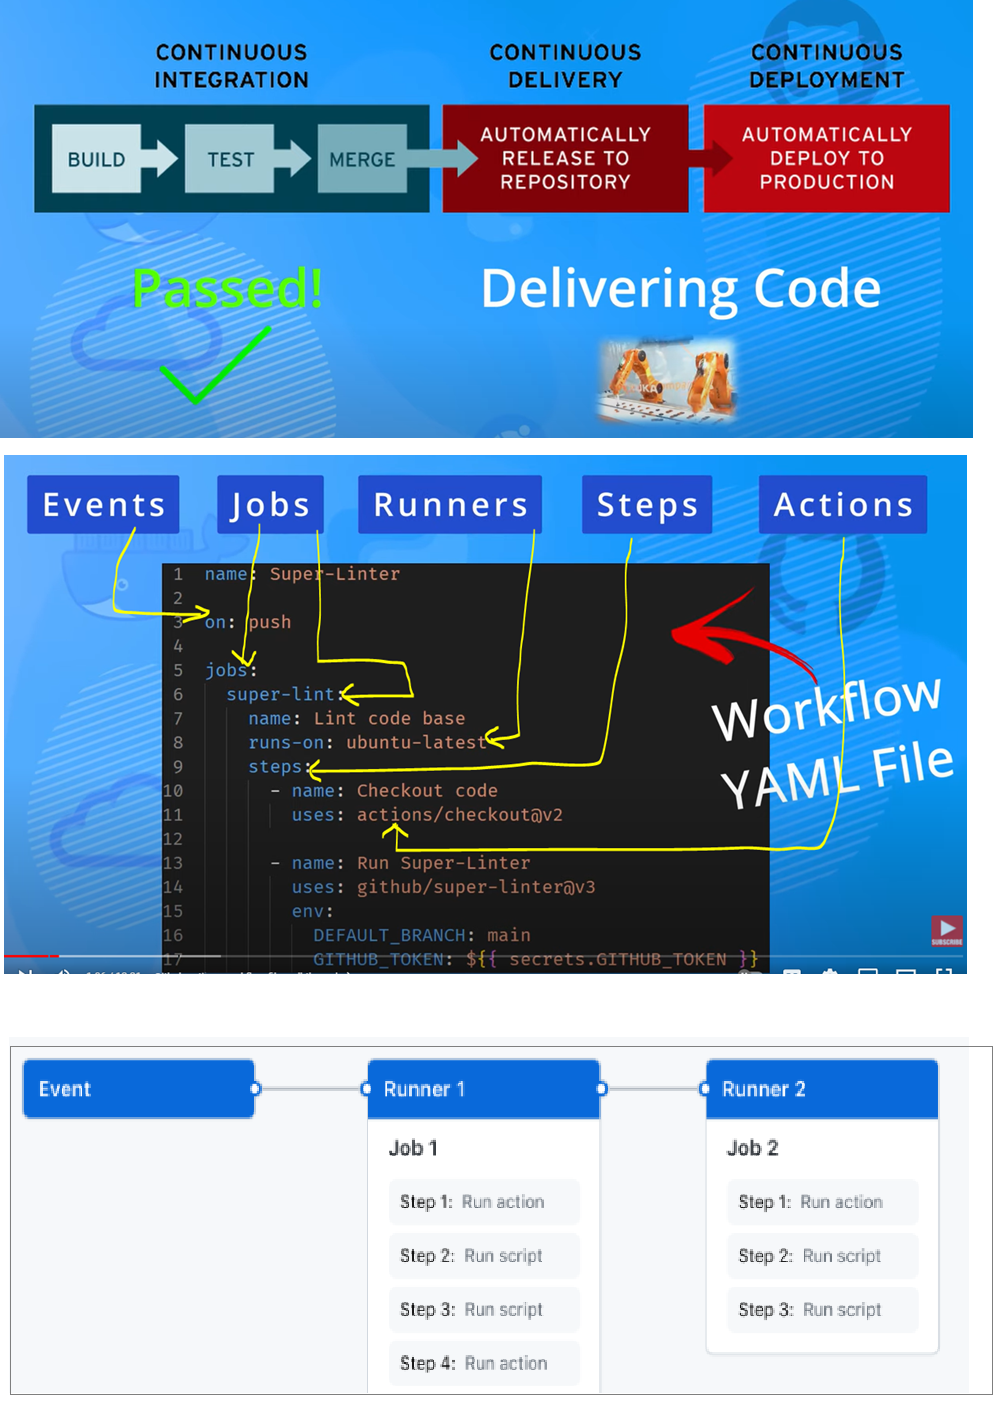 CONTINUOUS
INTEGRATION
CONTINUOUS
DELIVERY
CONTINUOUS
DEPLOYMENT
BUILD
TEST
MERGE
AUTOMATICALLY
RELEASE TO
REPOSITORY
AUTOMATICALLY
DEPLOY TO
PRODUCTION
Passed!
Delivering Code
Events
Jobs
Runners
Steps
Actions
1 name: Super-Linter
2
3 on: push
4
5 jobs:
6 super-lint:
7 name: Lint code base
8 runs-on: ubuntu-latest
9 steps:
10 - name: Checkout code
11 uses: actions/checkout@v2
12
13 - name: Run Super-Linter
14 uses: github/super-linter@v3
15 env:
16 DEFAULT_BRANCH: main
17 GITHUB_TOKEN: ${{ secrets.GITHUB_TOKEN }}
Workflow
YAML File
SUBSCRIBE
Event
Runner 1
Job 1
Step 1: Run action
Step 2: Run script
Step 3: Run script
Step 4: Run action
Runner 2
Job 2
Step 1: Run action
Step 2: Run script
Step 3: Run script